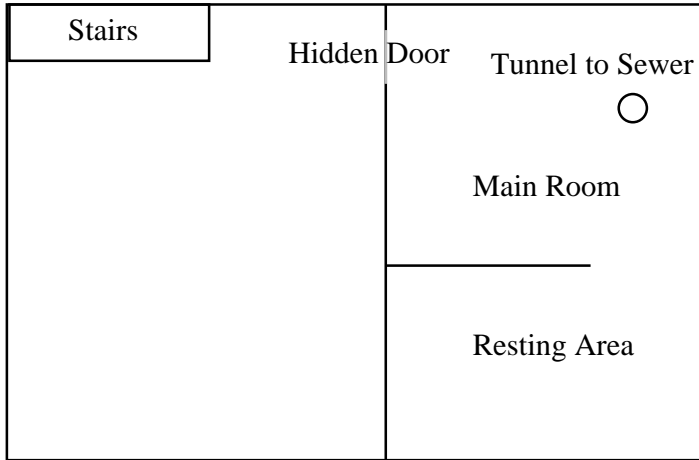 Stairs
Hidden Door
Tunnel to Sewer
Main Room
Resting Area